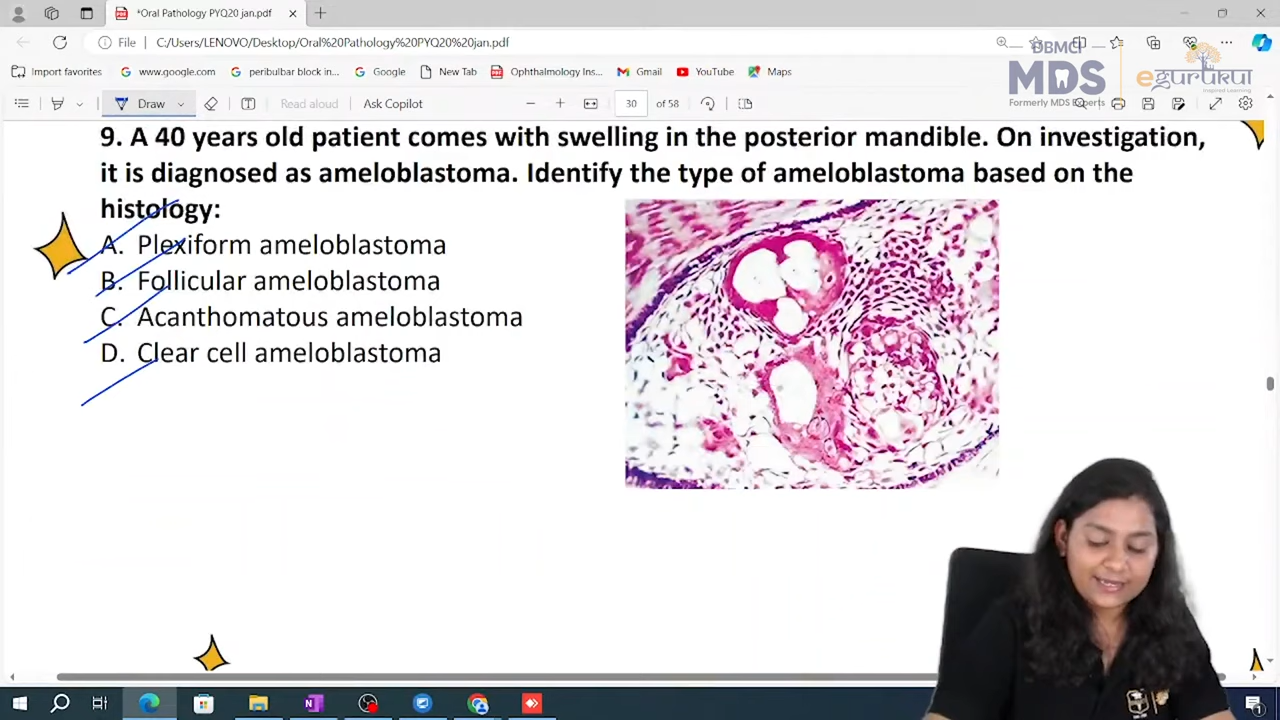 *Oral Pathology PYQ20 jan.pdf
File C:/Users/LENOVO/Desktop/Oral%20Pathology%20PYQ20%20jan.pdf
DBMCI
MDS
Formerly MDS Experts
egurukul
Inspired Learning
Import favorites www.google.com peribulbar block in... Google New Tab Ophthalmology Ins... Gmail YouTube Maps
Draw Read aloud Ask Copilot 30 of 58
9. A 40 years old patient comes with swelling in the posterior mandible. On investigation,
it is diagnosed as ameloblastoma. Identify the type of ameloblastoma based on the
histology:
A. Plexiform ameloblastoma
B. Follicular ameloblastoma
C. Acanthomatous ameloblastoma
D. Clear cell ameloblastoma